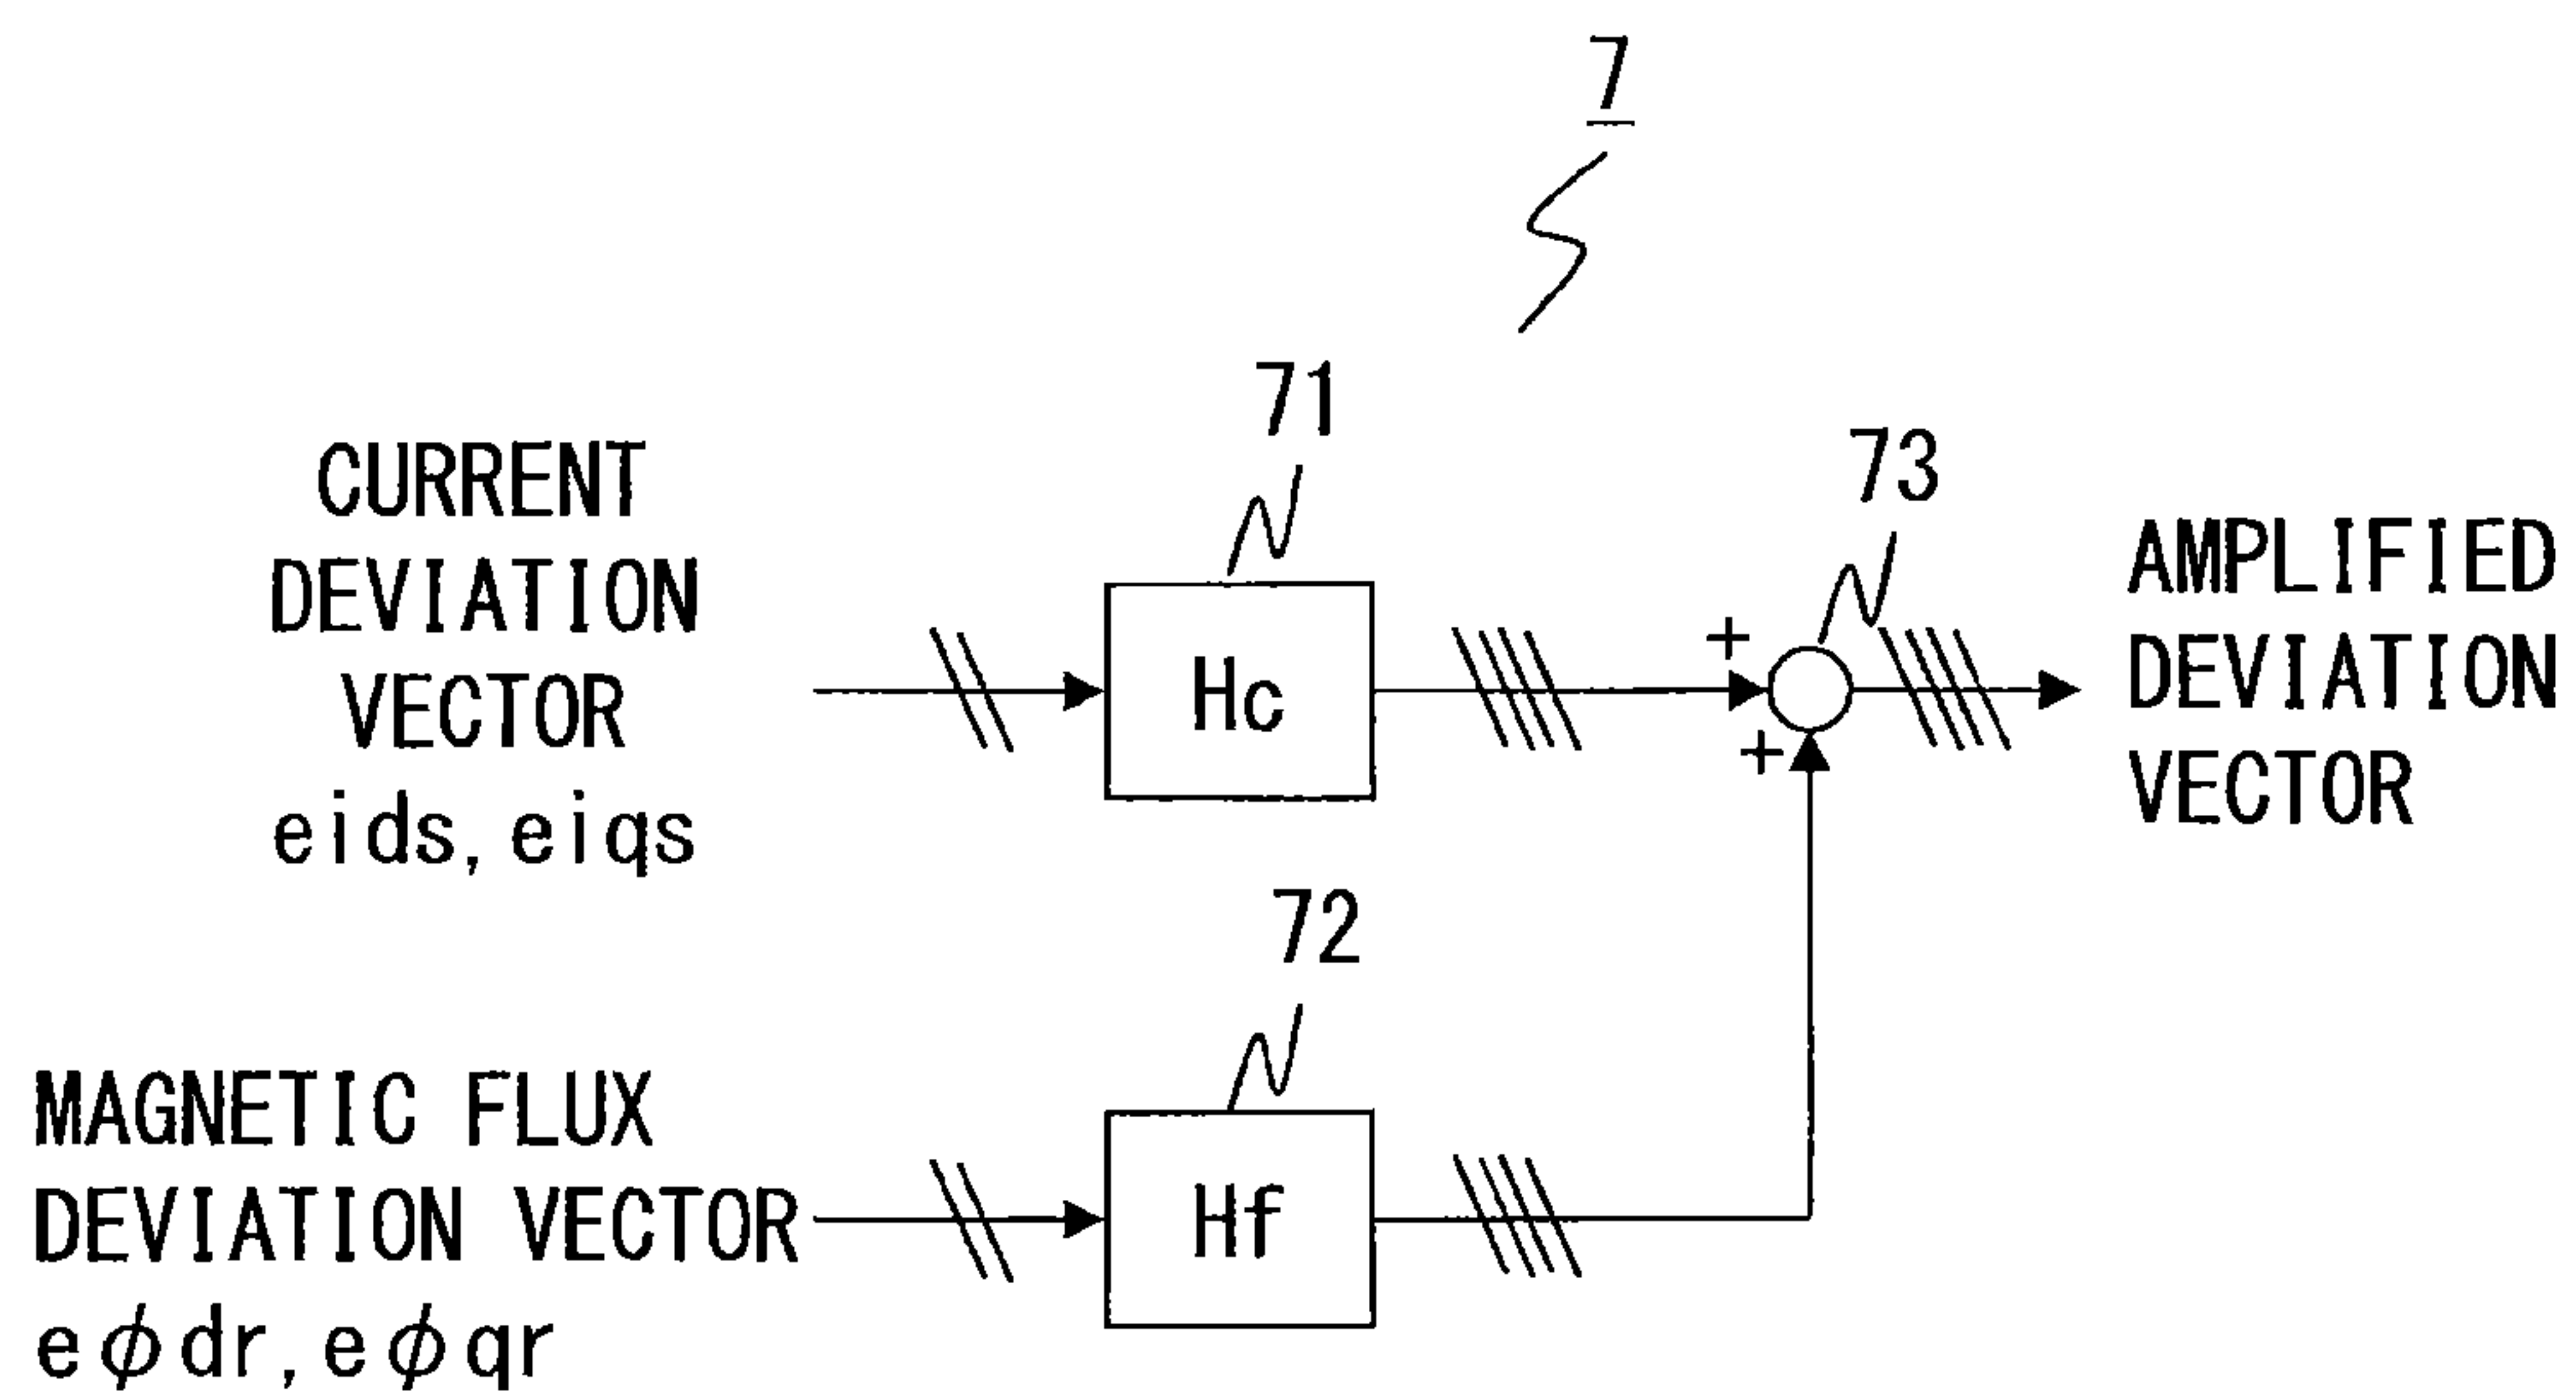 7
71
73
CURRENT
DEVIATION
VECTOR
eids, eiqs
Hc
+
+
AMPLIFIED
DEVIATION
VECTOR
72
MAGNETIC FLUX
DEVIATION VECTOR
eϕdr, eϕqr
Hf